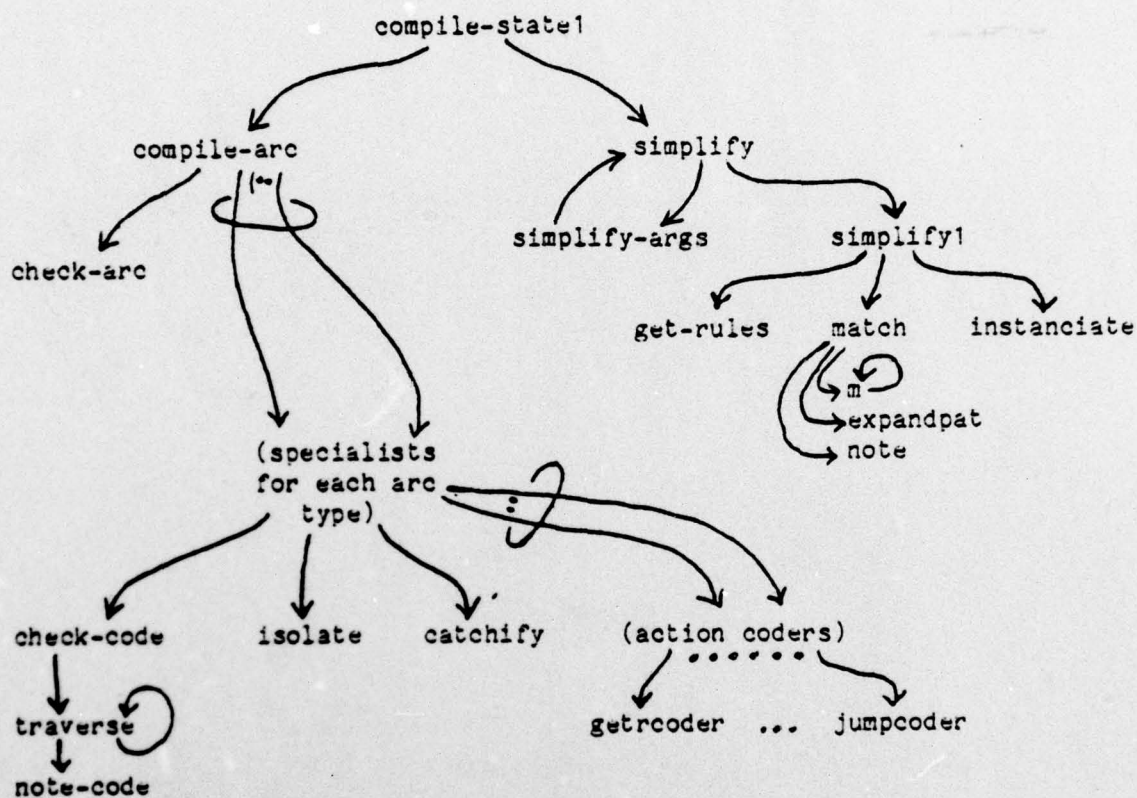 compile-state1
compile-arc
simplify
check-arc
simplify-args
simplify1
get-rules
match
instanciate
m
expandpat
note
(specialists
for each arc
type)
check-code
isolate
catchify
(action coders)
traverse
getrcoder ... jumpcoder
note-code